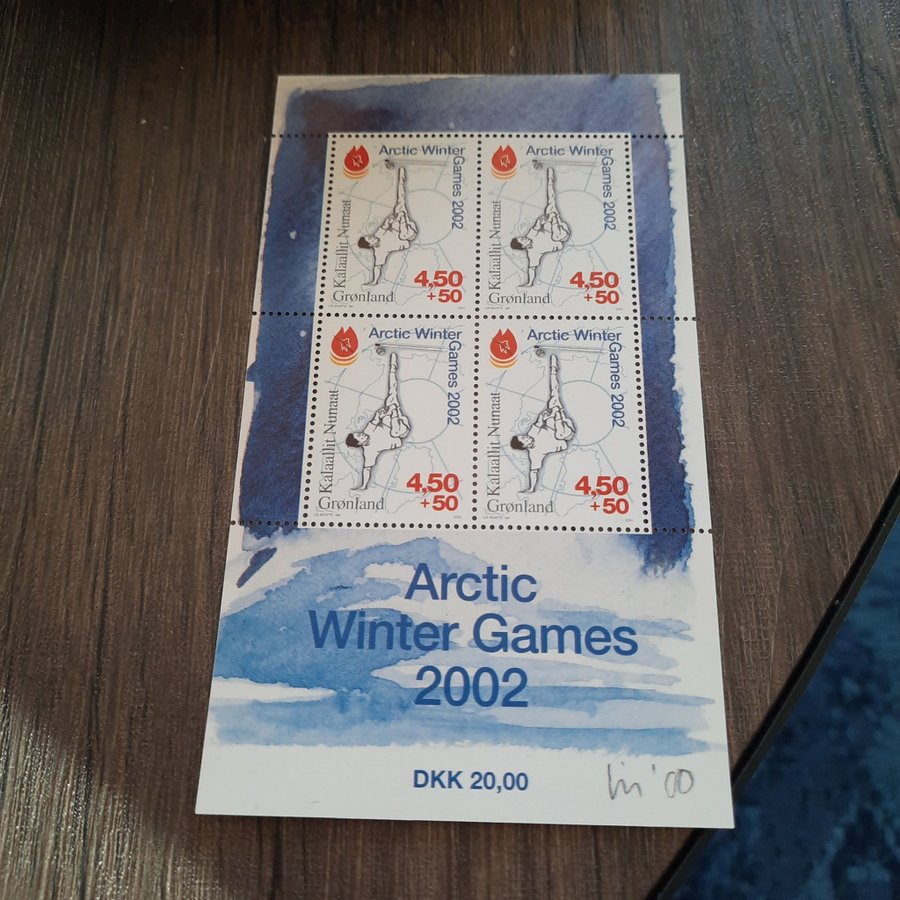 Arctic Winter
Games 2002
Kalaallit Nunaat
4,50
+50
Grønland
Arctic Winter
Games 2002
Kalaallit Nunaat
4,50
+50
Grønland
Arctic Winter
Games 2002
Kalaallit Nunaat
4,50
+50
Grønland
Arctic Winter
Games 2002
Kalaallit Nunaat
4,50
+50
Grønland
Arctic
Winter Games
2002
DKK 20,00